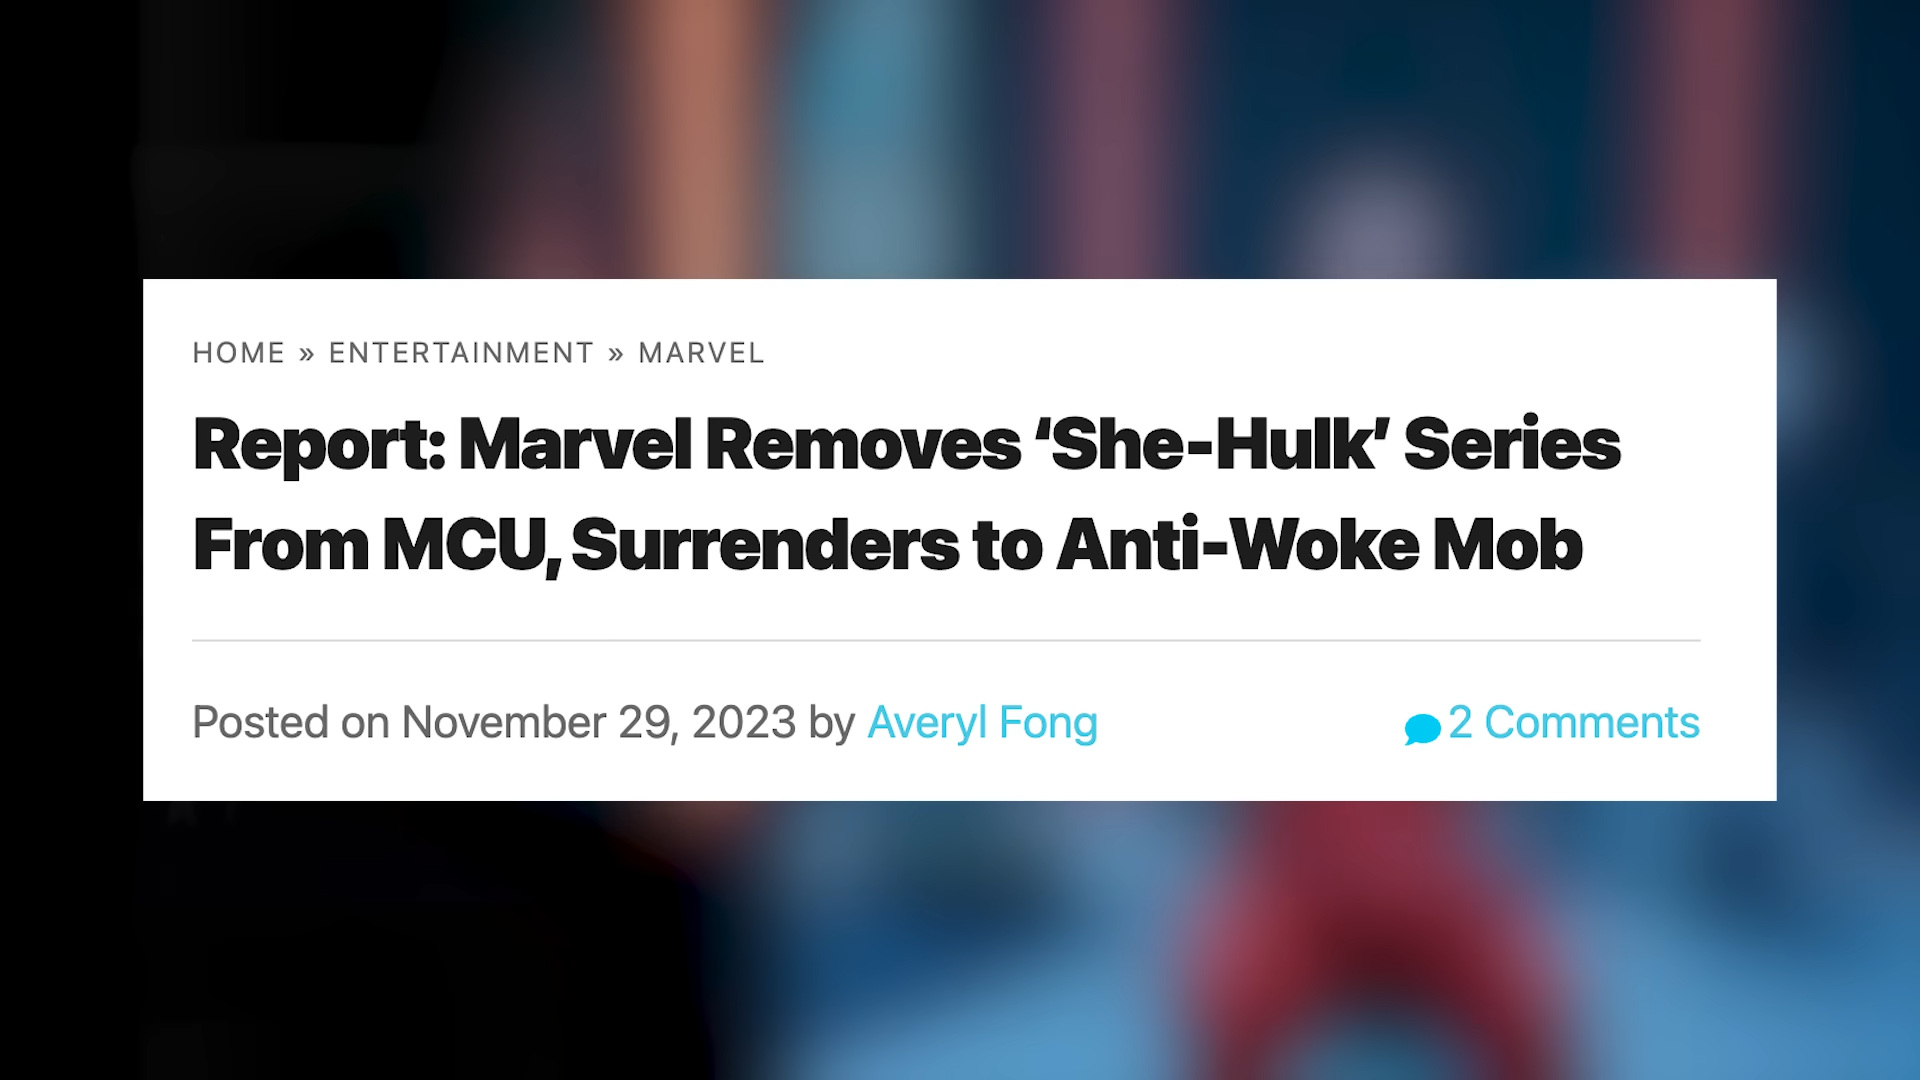 HOME » ENTERTAINMENT » MARVEL
Report: Marvel Removes ‘She-Hulk’ Series
From MCU, Surrenders to Anti-Woke Mob
Posted on November 29, 2023 by Averyl Fong
2 Comments